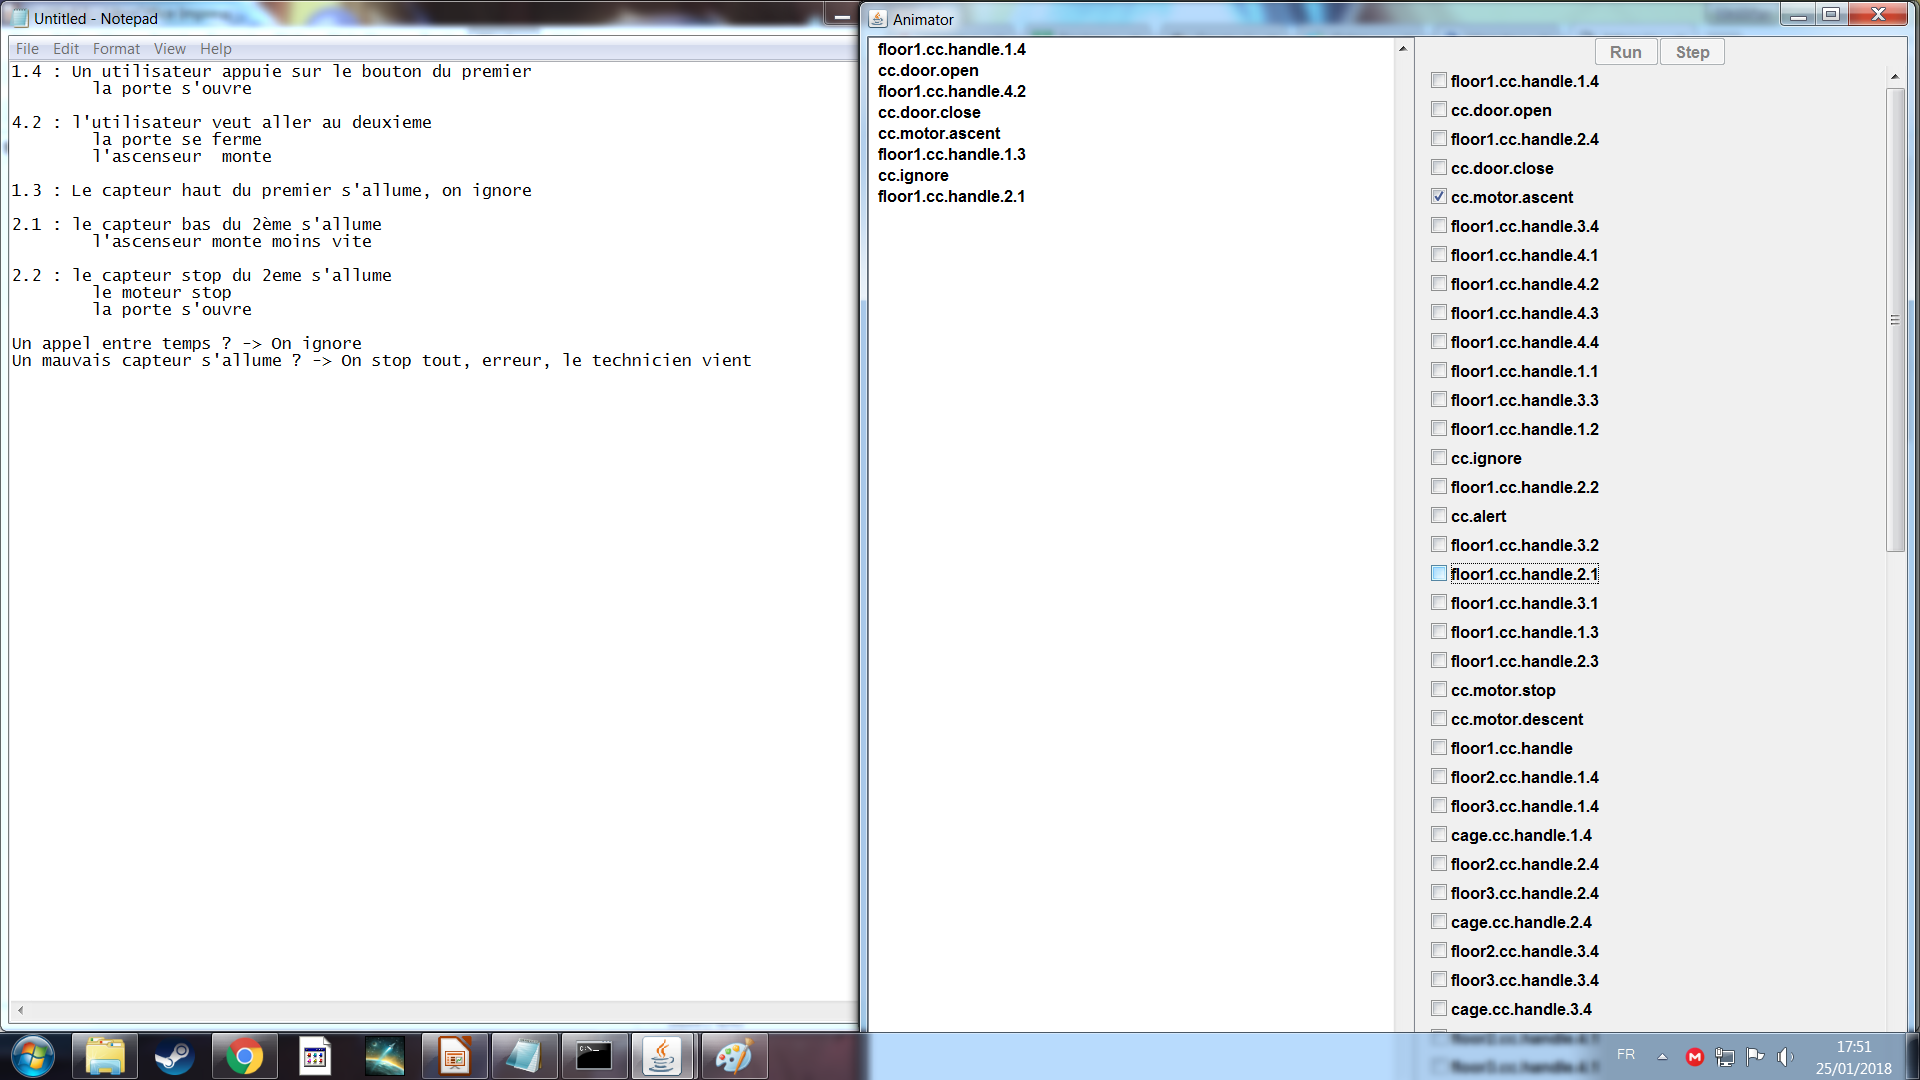 Untitled - Notepad
File Edit Format View Help
1.4 : Un utilisateur appuie sur le bouton du premier
la porte s'ouvre
4.2 : l'utilisateur veut aller au deuxieme
la porte se ferme
l'ascenseur  monte
1.3 : Le capteur haut du premier s'allume, on ignore
2.1 : le capteur bas du 2ème s'allume
l'ascenseur monte moins vite
2.2 : le capteur stop du 2eme s'allume
le moteur stop
la porte s'ouvre
Un appel entre temps ? -> On ignore
Un mauvais capteur s'allume ? -> On stop tout, erreur, le technicien vient
Animator
floor1.cc.handle.1.4
cc.door.open
floor1.cc.handle.4.2
cc.door.close
cc.motor.ascent
floor1.cc.handle.1.3
cc.ignore
floor1.cc.handle.2.1
Run Step
floor1.cc.handle.1.4
cc.door.open
floor1.cc.handle.2.4
cc.door.close
cc.motor.ascent
floor1.cc.handle.3.4
floor1.cc.handle.4.1
floor1.cc.handle.4.2
floor1.cc.handle.4.3
floor1.cc.handle.4.4
floor1.cc.handle.1.1
floor1.cc.handle.3.3
floor1.cc.handle.1.2
cc.ignore
floor1.cc.handle.2.2
cc.alert
floor1.cc.handle.3.2
floor1.cc.handle.2.1
floor1.cc.handle.3.1
floor1.cc.handle.1.3
floor1.cc.handle.2.3
cc.motor.stop
cc.motor.descent
floor1.cc.handle
floor2.cc.handle.1.4
floor3.cc.handle.1.4
cage.cc.handle.1.4
floor2.cc.handle.2.4
floor3.cc.handle.2.4
cage.cc.handle.2.4
floor2.cc.handle.3.4
floor3.cc.handle.3.4
cage.cc.handle.3.4
FR
17:51
25/01/2018